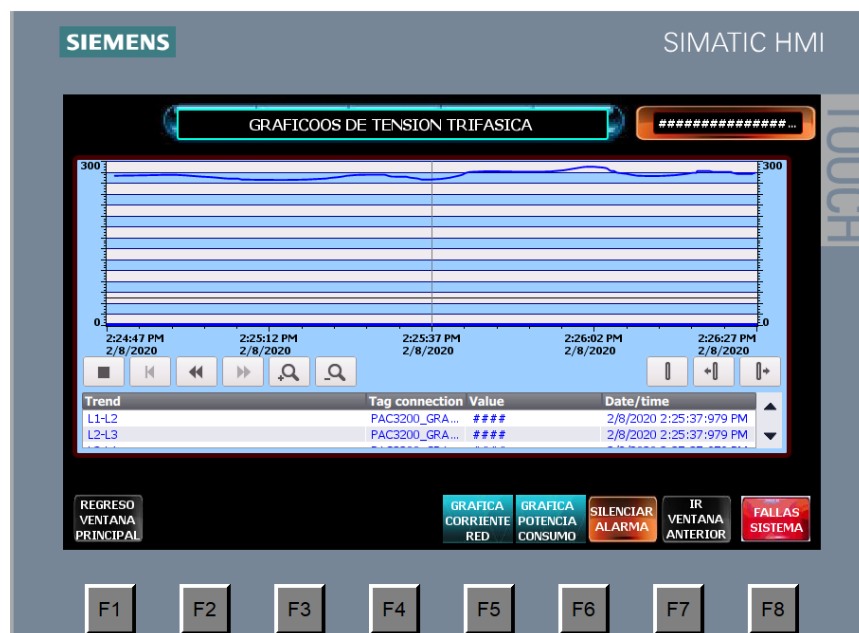 SIEMENS
SIMATIC HMI
TOUCH
GRAFICOOS DE TENSION TRIFASICA
###############...
300
300
0
0
2:24:47 PM 2:25:12 PM 2:25:37 PM 2:26:02 PM 2:26:27 PM
2/8/2020 2/8/2020 2/8/2020 2/8/2020 2/8/2020
Trend Tag connection Value Date/time
L1-L2 PAC3200_GRA... #### 2/8/2020 2:25:37:979 PM
L2-L3 PAC3200_GRA... #### 2/8/2020 2:25:37:979 PM
REGRESO
VENTANA
PRINCIPAL
GRAFICA
CORRIENTE
RED
GRAFICA
POTENCIA
CONSUMO
SILENCIAR
ALARMA
IR
VENTANA
ANTERIOR
FALLAS
SISTEMA
F1 F2 F3 F4 F5 F6 F7 F8